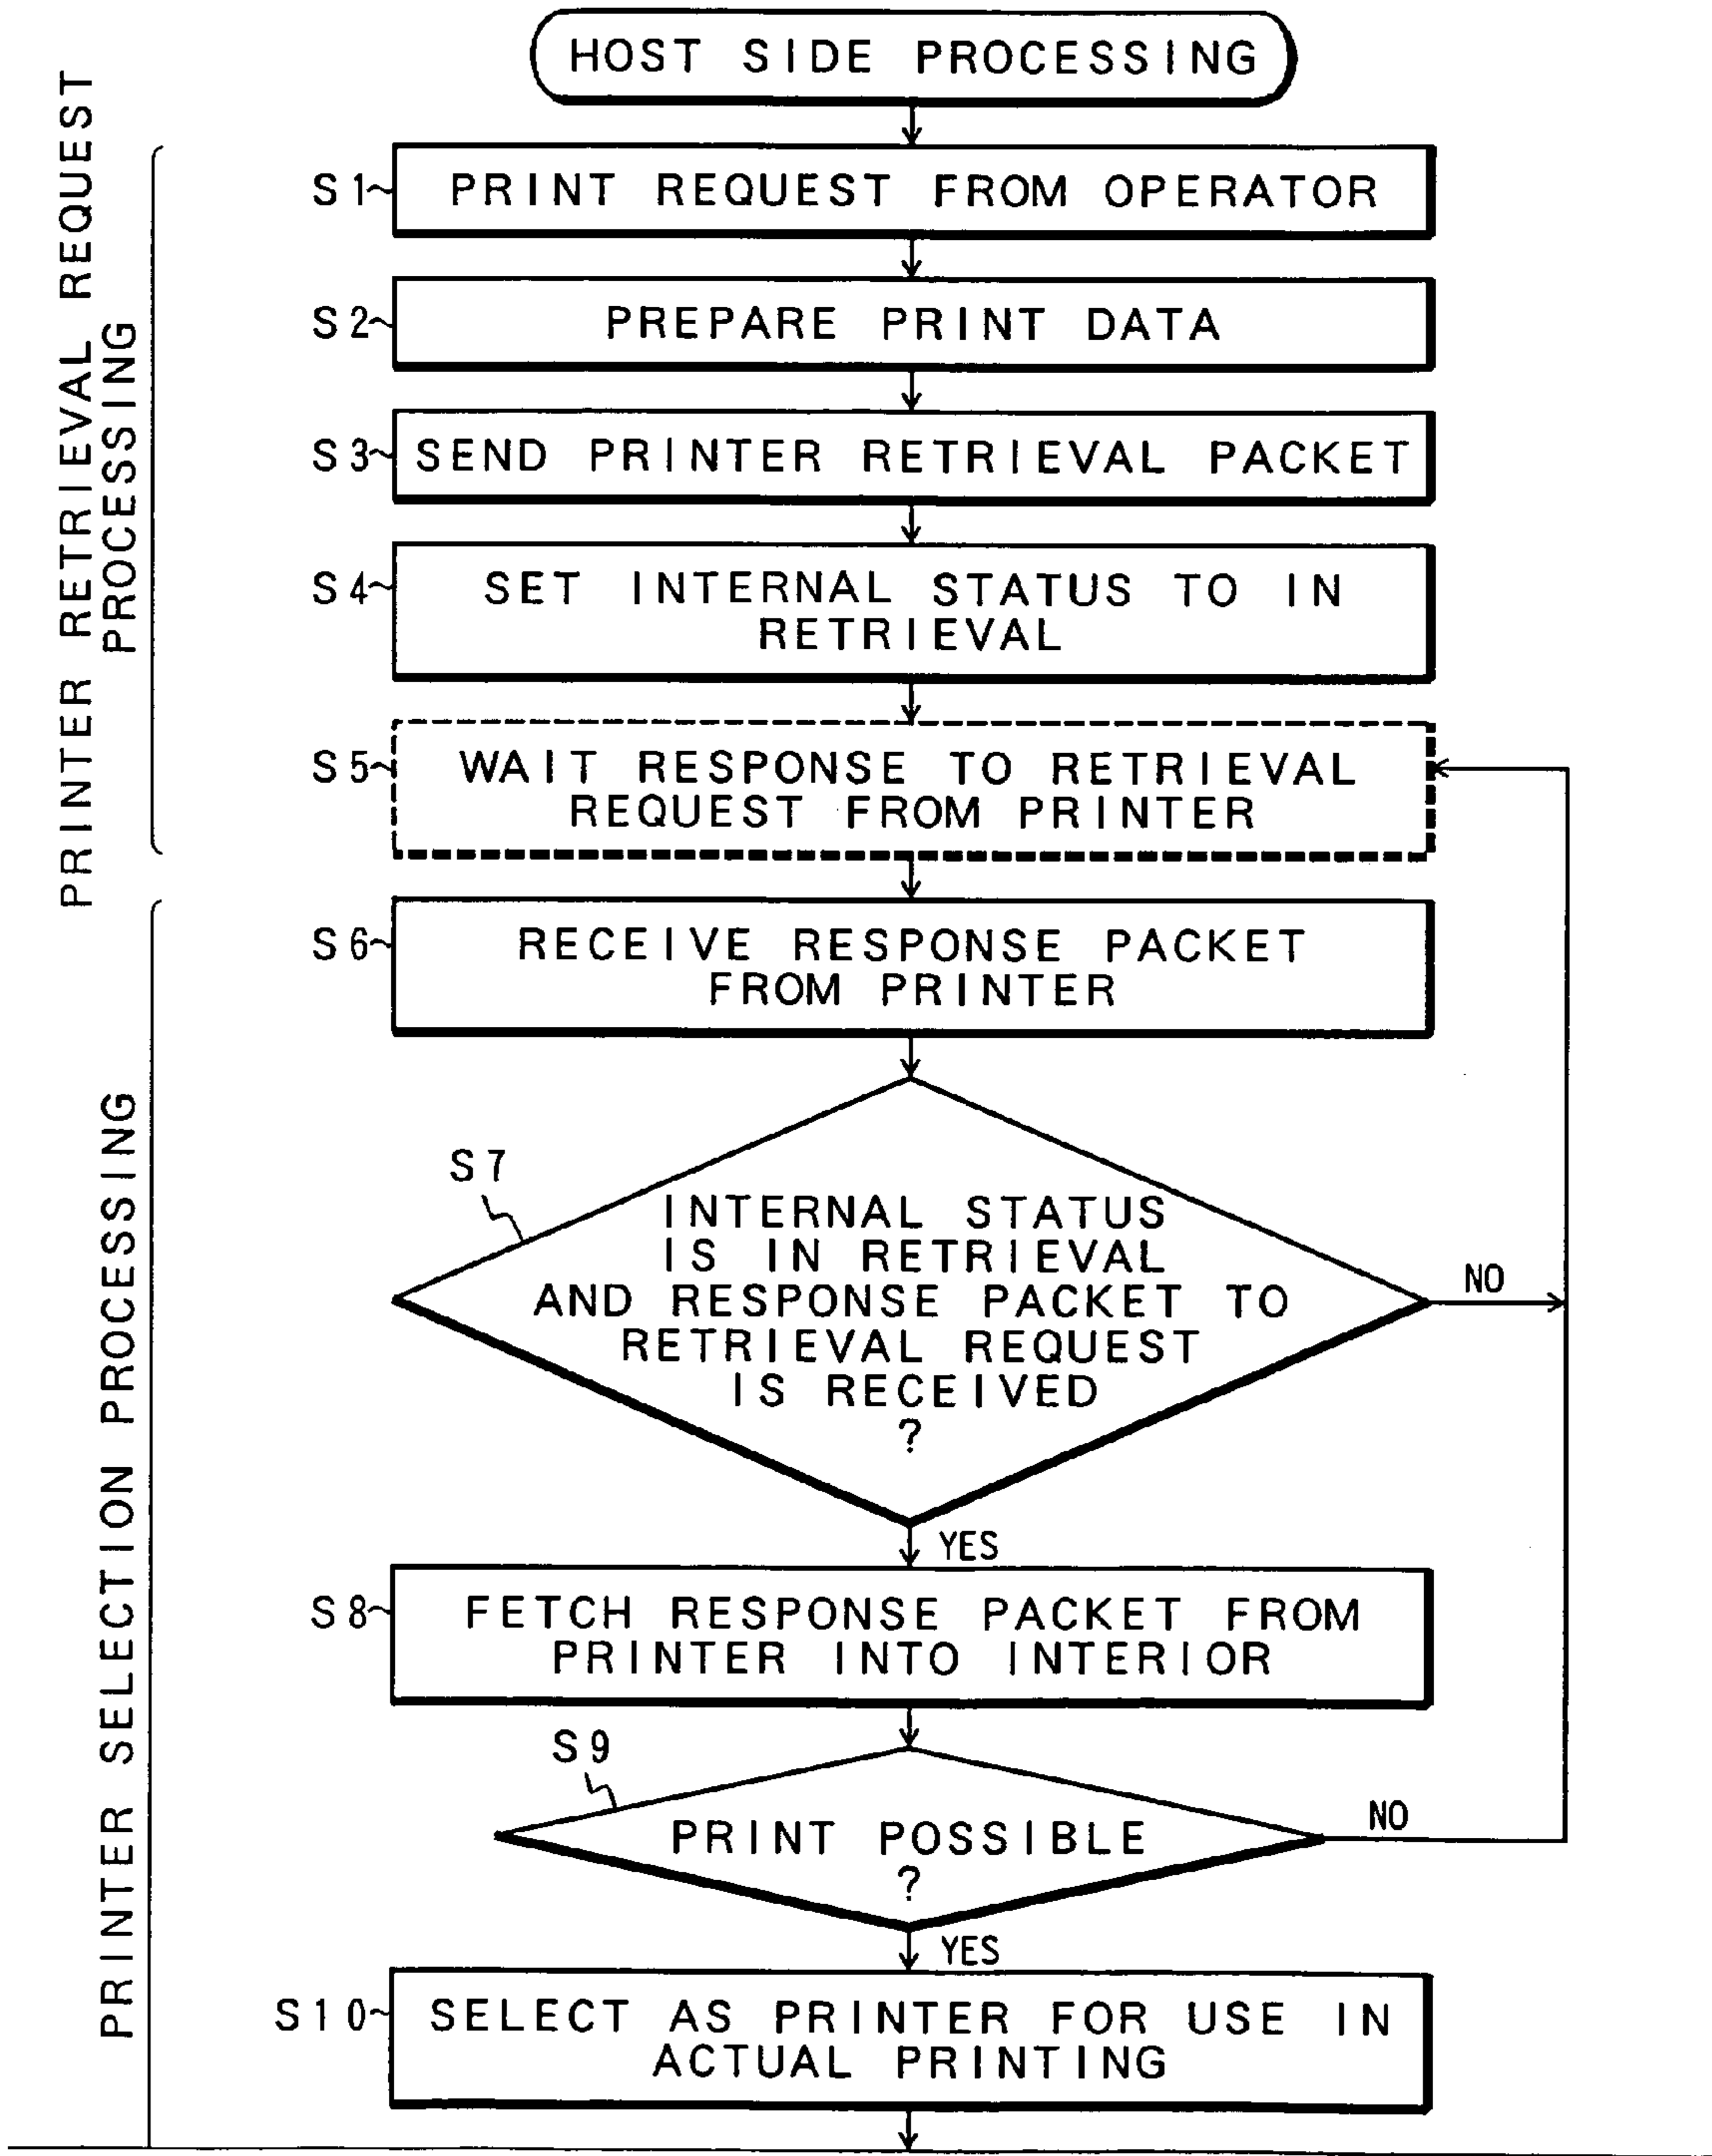 HOST SIDE PROCESSING
PRINTER RETRIEVAL REQUEST
PROCESSING
S1
PRINT REQUEST FROM OPERATOR
S2
PREPARE PRINT DATA
S3
SEND PRINTER RETRIEVAL PACKET
S4
SET INTERNAL STATUS TO IN
RETRIEVAL
S5
WAIT RESPONSE TO RETRIEVAL
REQUEST FROM PRINTER
PRINTER SELECTION PROCESSING
S6
RECEIVE RESPONSE PACKET
FROM PRINTER
S7
INTERNAL STATUS
IS IN RETRIEVAL
AND RESPONSE PACKET TO
RETRIEVAL REQUEST
IS RECEIVED
?
NO
YES
S8
FETCH RESPONSE PACKET FROM
PRINTER INTO INTERIOR
S9
PRINT POSSIBLE
?
NO
YES
S10
SELECT AS PRINTER FOR USE IN
ACTUAL PRINTING